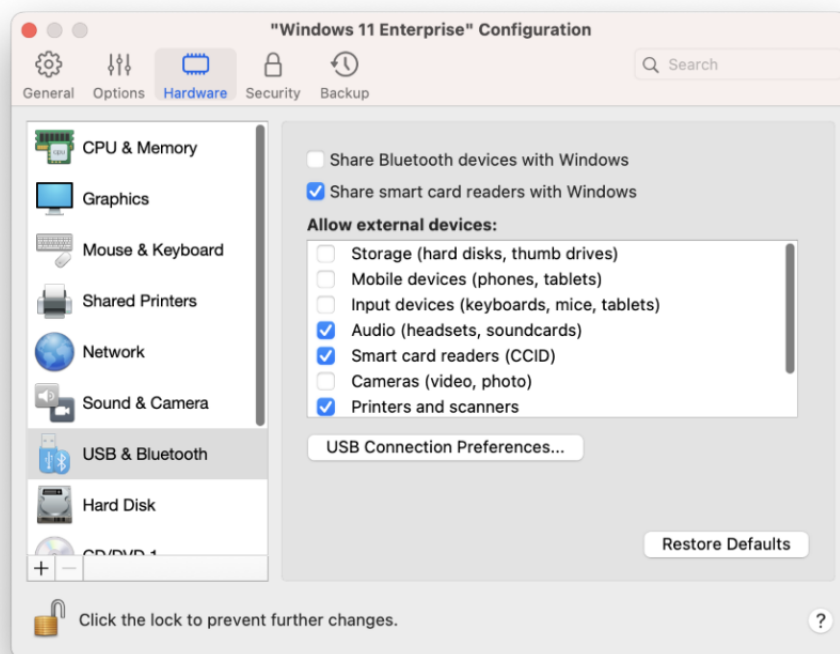 "Windows 11 Enterprise" Configuration
General Options Hardware Security Backup
Search
CPU & Memory
Graphics
Mouse & Keyboard
Shared Printers
Network
Sound & Camera
USB & Bluetooth
Hard Disk
CD/DVD 1
+ −
Share Bluetooth devices with Windows
Share smart card readers with Windows
Allow external devices:
Storage (hard disks, thumb drives)
Mobile devices (phones, tablets)
Input devices (keyboards, mice, tablets)
Audio (headsets, soundcards)
Smart card readers (CCID)
Cameras (video, photo)
Printers and scanners
USB Connection Preferences...
Restore Defaults
Click the lock to prevent further changes.
?